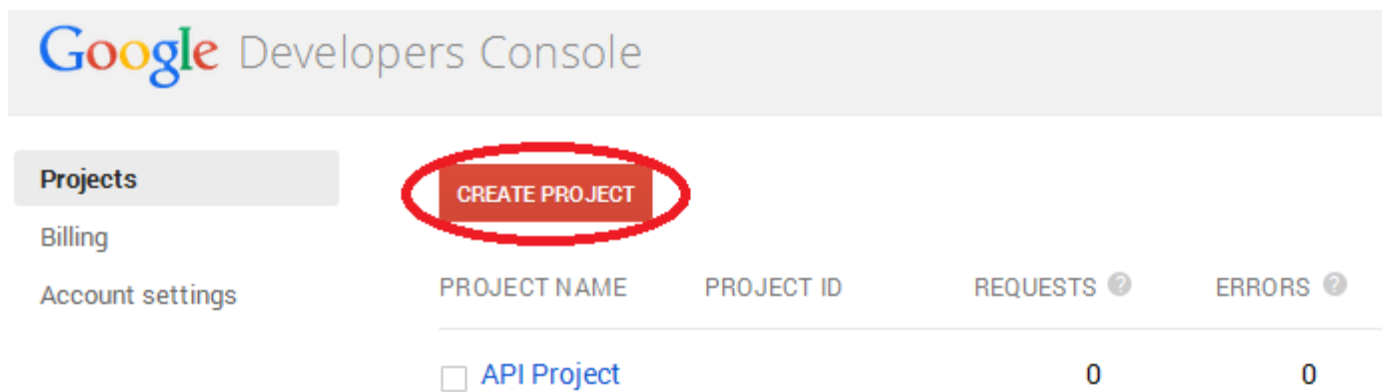 Google Developers Console
Projects
Billing
Account settings
CREATE PROJECT
PROJECT NAME PROJECT ID REQUESTS ? ERRORS ?
API Project 0 0